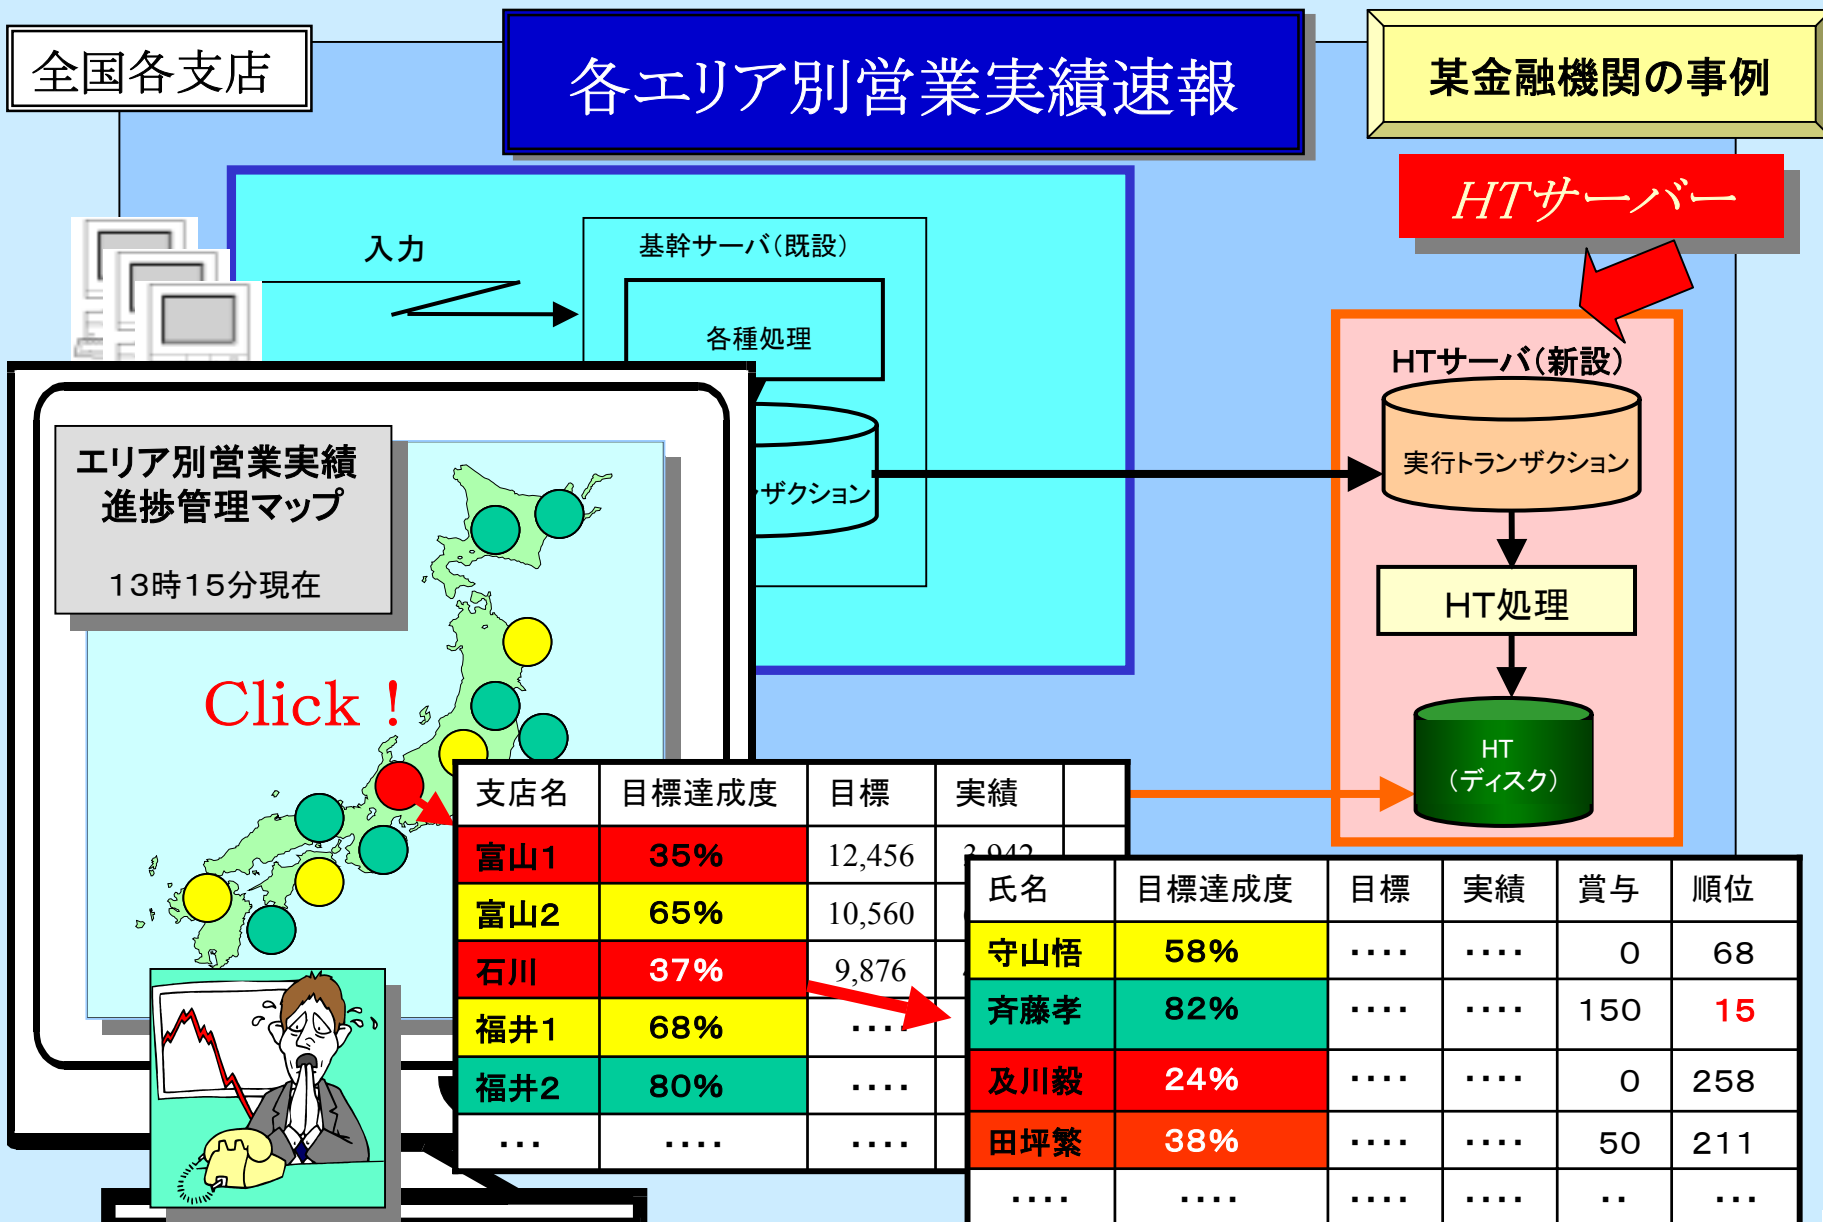 全国各支店
各エリア別営業実績速報
某金融機関の事例
HTサーバー
入力
基幹サーバ(既設)
各種処理
ザクション
HTサーバ(新設)
実行トランザクション
HT処理
HT
(ディスク)
エリア別営業実績
進捗管理マップ
13時15分現在
Click !
支店名 目標達成度 目標 実績
富山1 35% 12,456 3,942
富山2 65% 10,560
石川 37% 9,876
福井1 68% ････
福井2 80% ････
･･･ ････ ････
氏名 目標達成度 目標 実績 賞与 順位
守山悟 58% ････ ････ 0 68
斉藤孝 82% ････ ････ 150 15
及川毅 24% ････ ････ 0 258
田坪繁 38% ････ ････ 50 211
････ ････ ････ ････ ･･ ･･･